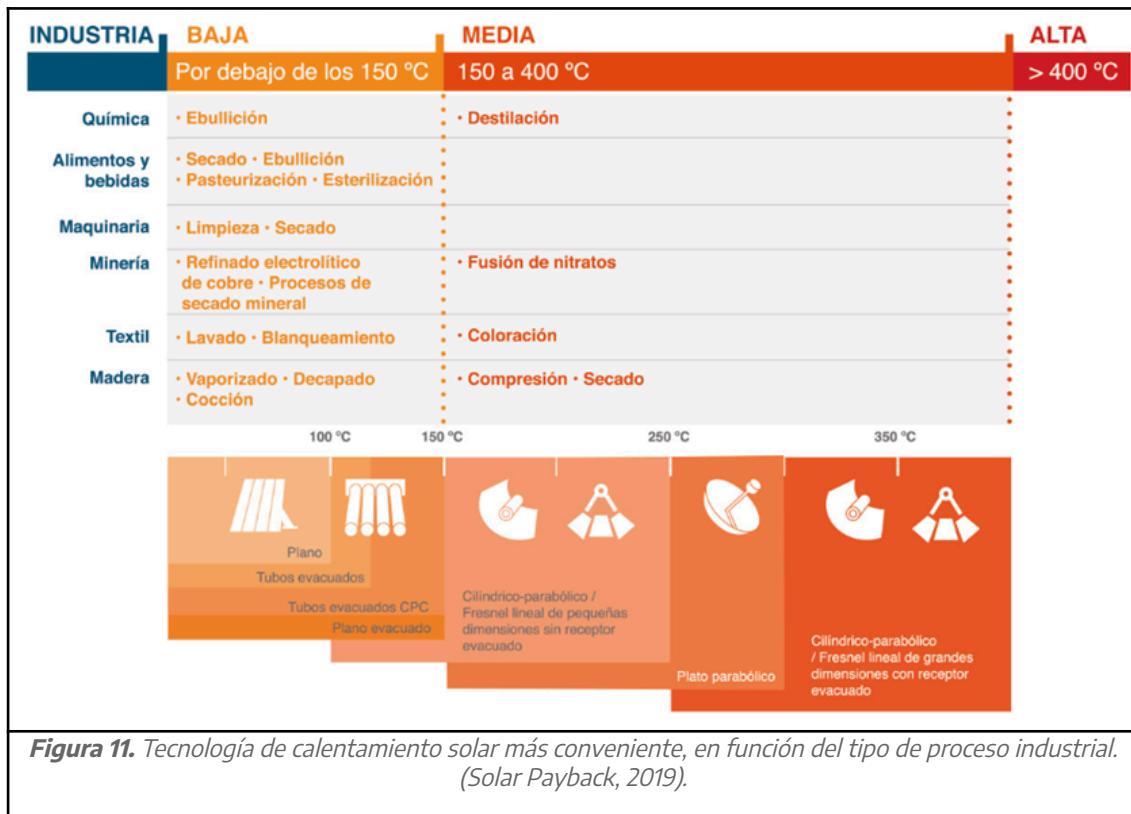 INDUSTRIA BAJA MEDIA ALTA
Por debajo de los 150 ºC 150 a 400 ºC > 400 ºC
Química · Ebullición · Destilación
Alimentos y
bebidas
· Secado · Ebullición
· Pasteurización · Esterilización
Maquinaria · Limpieza · Secado
Minería · Refinado electrolítico · Fusión de nitratos
de cobre · Procesos de
secado mineral
Textil · Lavado · Blanqueamiento · Coloración
Madera · Vaporizado · Decapado · Compresión · Secado
· Cocción
100 ºC 150 ºC 250 ºC 350 ºC
Plano
Tubos evacuados
Tubos evacuados CPC
Plano evacuado
Cilíndrico-parabólico /
Fresnel lineal de pequeñas
dimensiones sin receptor
evacuado
Plato parabólico
Cilíndrico-parabólico
/ Fresnel lineal de grandes
dimensiones con receptor
evacuado
Figura 11. Tecnología de calentamiento solar más conveniente, en función del tipo de proceso industrial.
(Solar Payback, 2019).